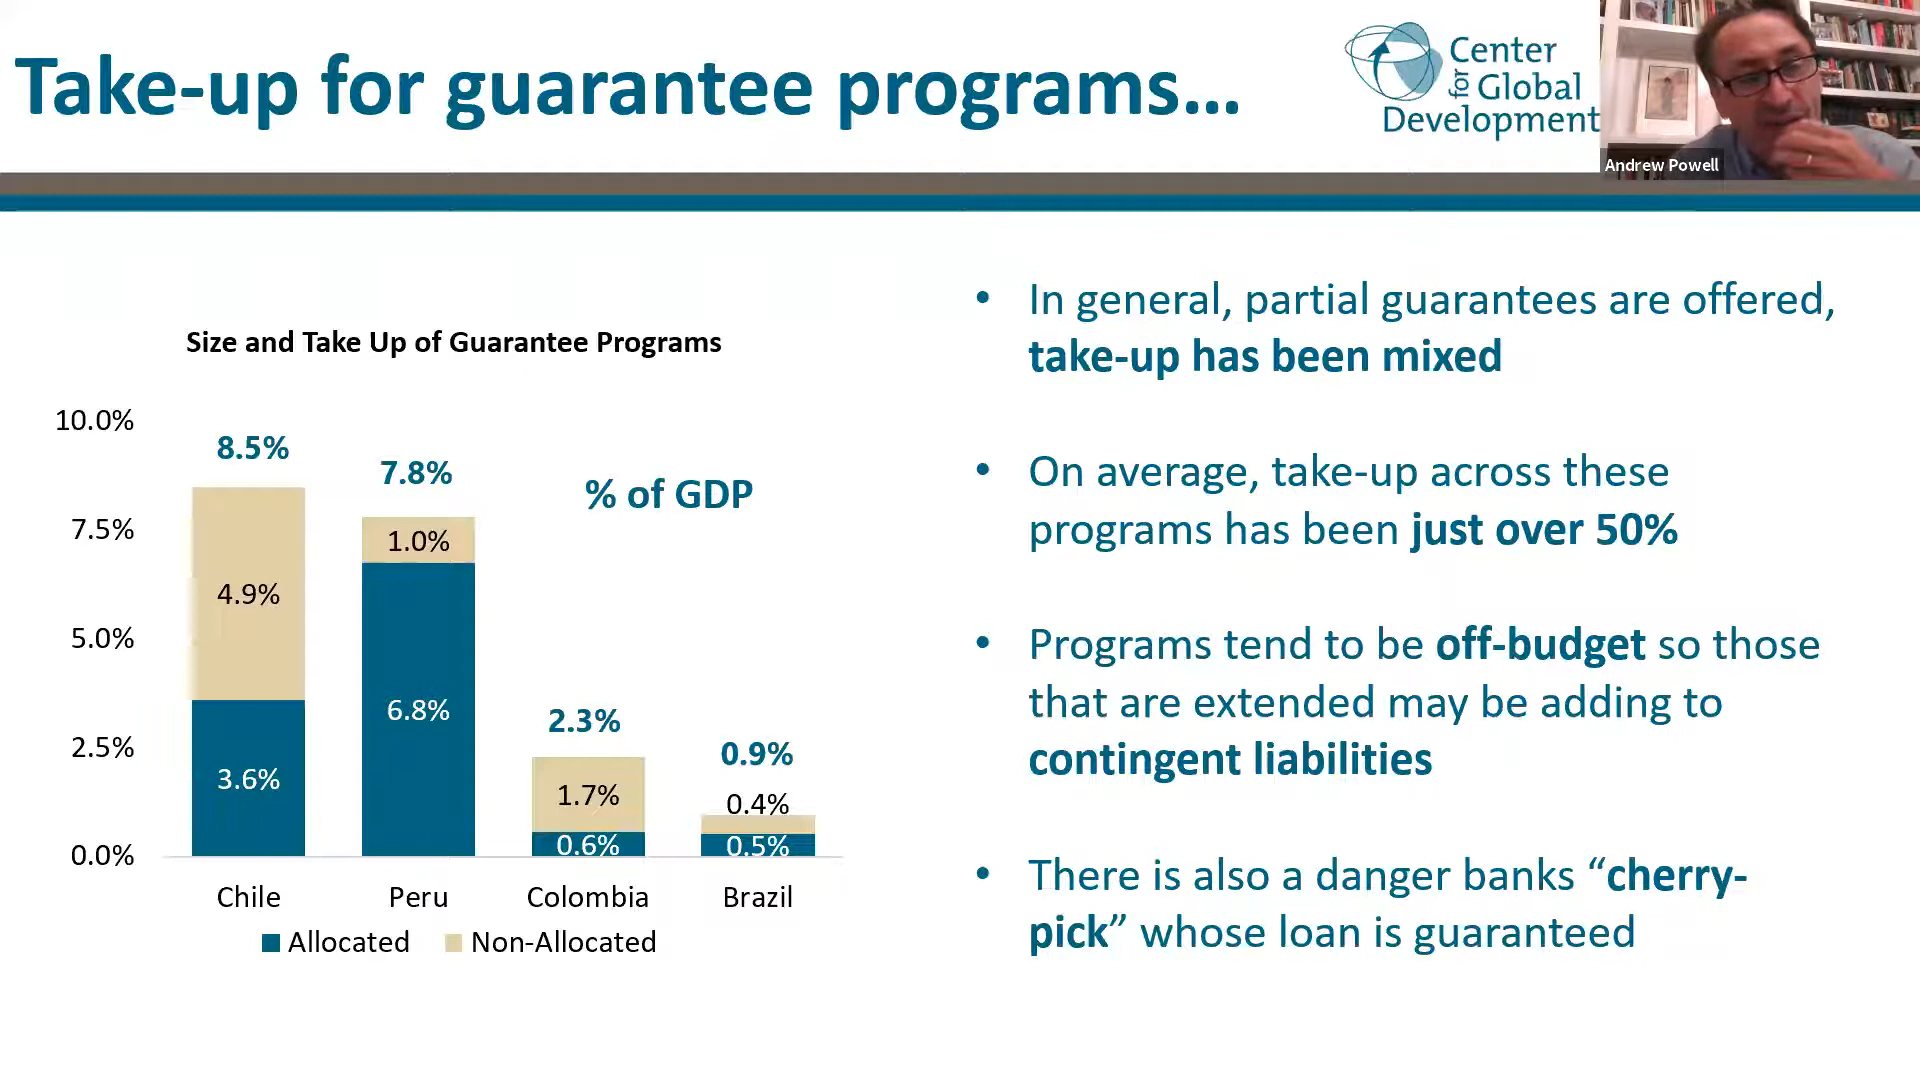 Take-up for guarantee programs...
Center
for Global
Development
Andrew Powell
Size and Take Up of Guarantee Programs
10.0%
7.5%
5.0%
2.5%
0.0%
8.5%
7.8%
2.3%
0.9%
% of GDP
4.9%
1.0%
1.7%
0.4%
3.6%
6.8%
0.6%
0.5%
Chile
Peru
Colombia
Brazil
Allocated
Non-Allocated
• In general, partial guarantees are offered,
take-up has been mixed
• On average, take-up across these
programs has been just over 50%
• Programs tend to be off-budget so those
that are extended may be adding to
contingent liabilities
• There is also a danger banks “cherry-
pick” whose loan is guaranteed